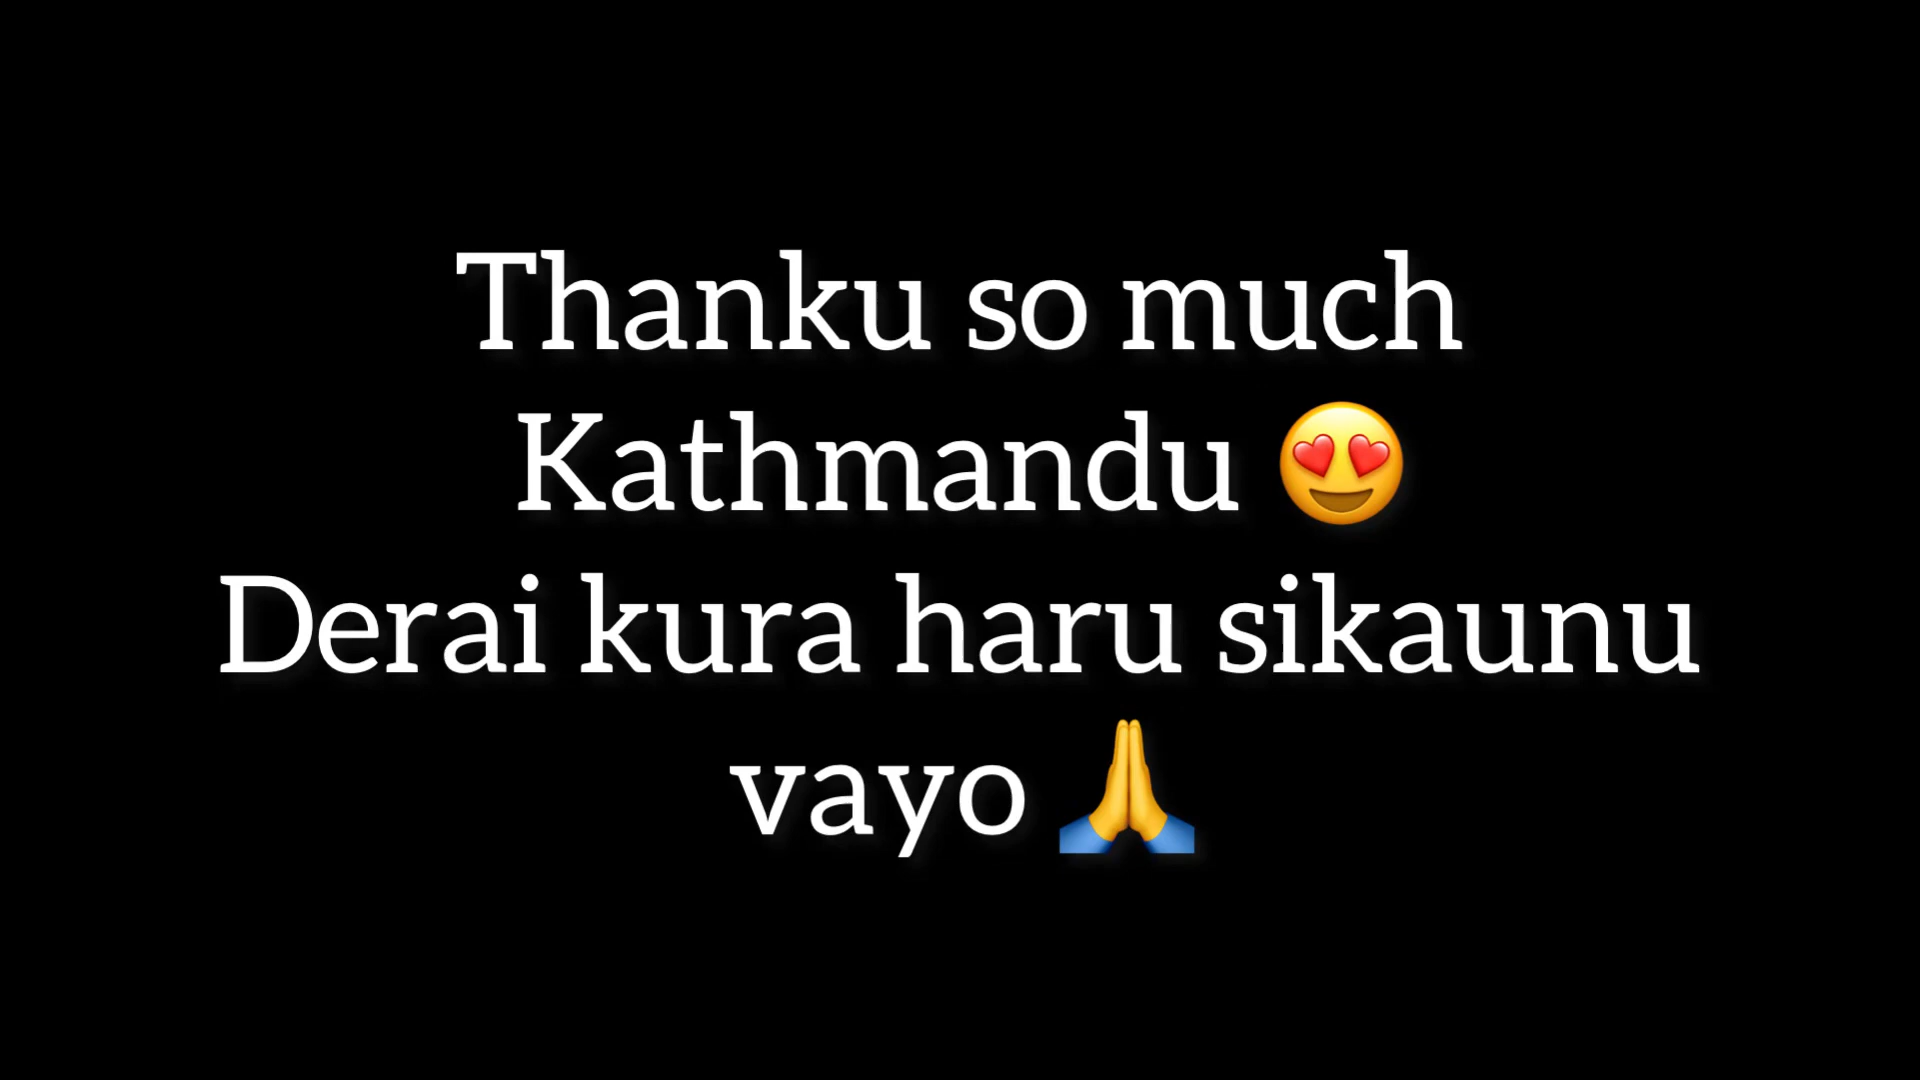 Thanku so much
Kathmandu 😍
Derai kura haru sikaunu
vayo 🙏